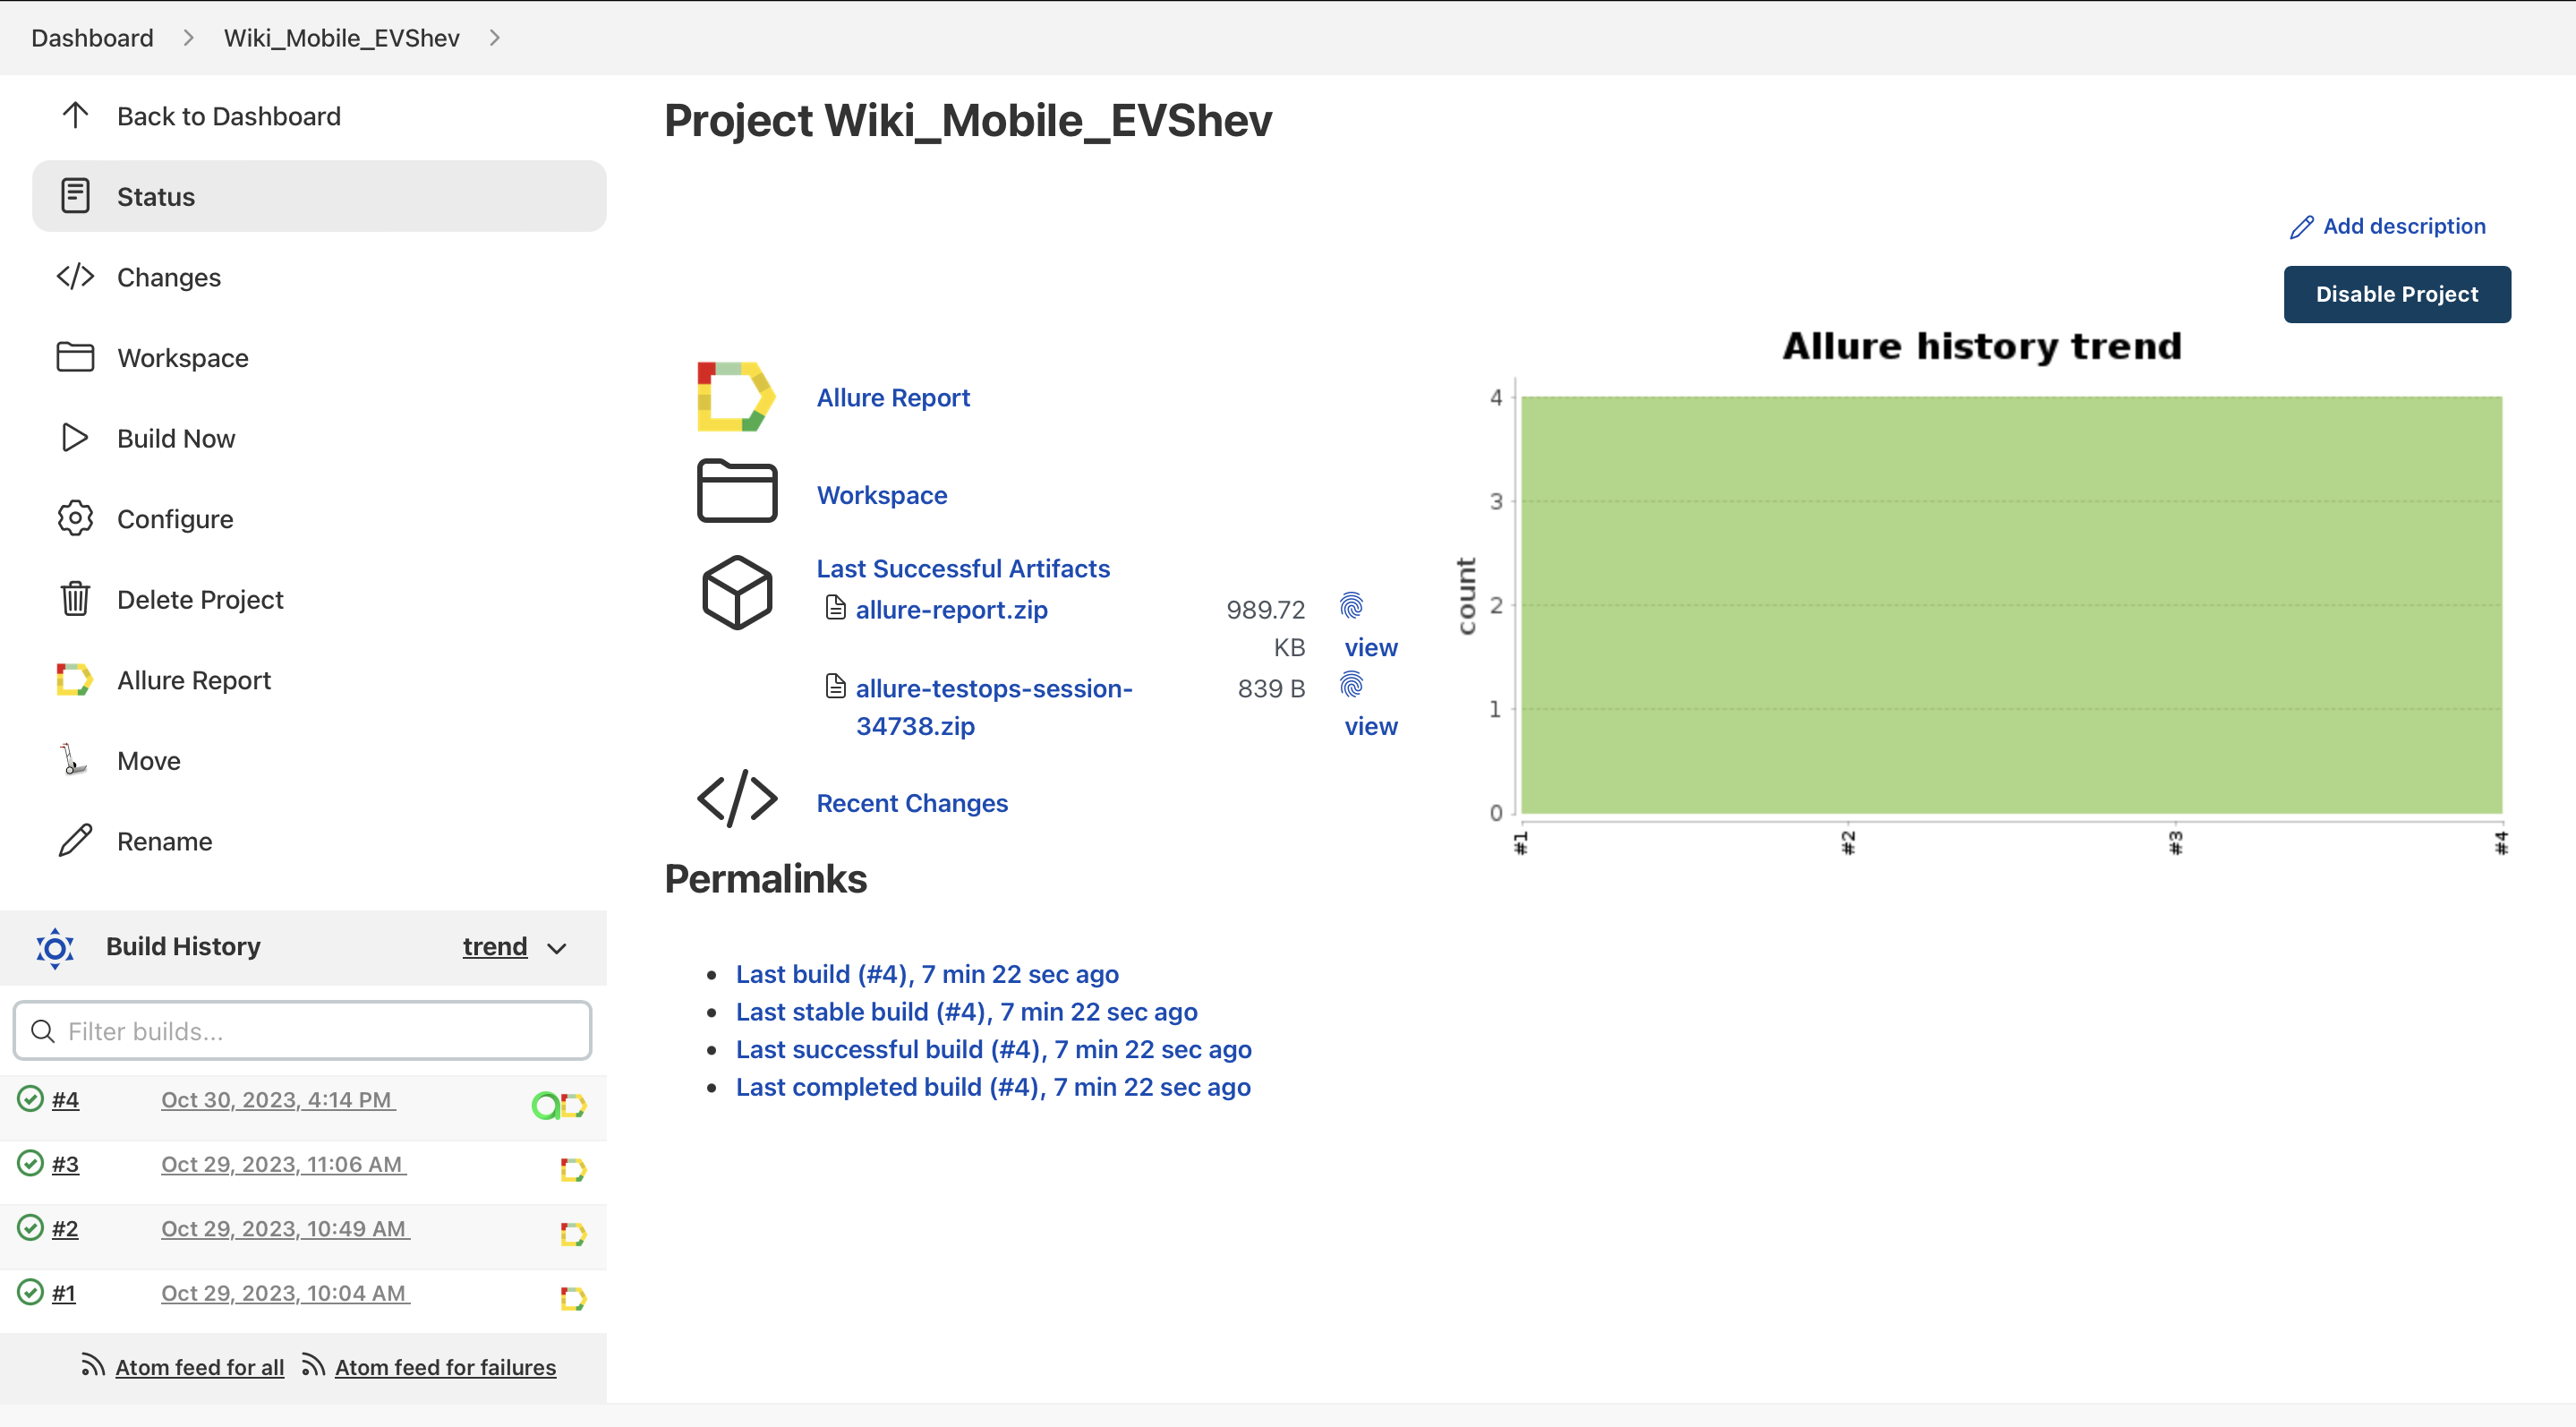 Dashboard
Wiki_Mobile_EVShev
Back to Dashboard
Status
Changes
Workspace
Build Now
Configure
Delete Project
Allure Report
Move
Rename
Build History
trend
Filter builds...
#4 Oct 30, 2023, 4:14 PM
#3 Oct 29, 2023, 11:06 AM
#2 Oct 29, 2023, 10:49 AM
#1 Oct 29, 2023, 10:04 AM
Atom feed for all
Atom feed for failures
Project Wiki_Mobile_EVShev
Add description
Disable Project
Allure Report
Workspace
Last Successful Artifacts
allure-report.zip 989.72
KB view
allure-testops-session- 839 B
34738.zip view
Recent Changes
Allure history trend
count
4
3
2
1
0
#1 #2 #3 #4
Permalinks
Last build (#4), 7 min 22 sec ago
Last stable build (#4), 7 min 22 sec ago
Last successful build (#4), 7 min 22 sec ago
Last completed build (#4), 7 min 22 sec ago